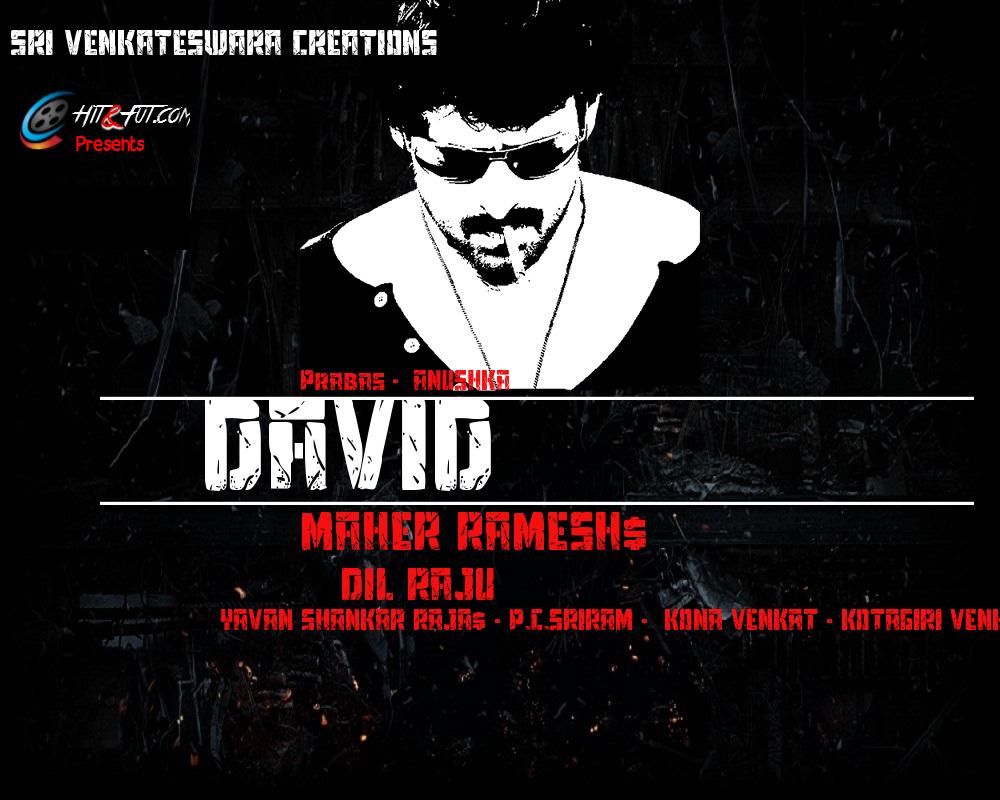 SRI VENKATESWARA CREATIONS
HIT&FUT.COM
Presents
PRABAS - ANUSHKA
DAVID
MAHER RAMESH$
DIL RAJU
YAVAN SHANKAR RAJA$ - P.C.SRIRAM - KONA VENKAT - KOTAGIRI